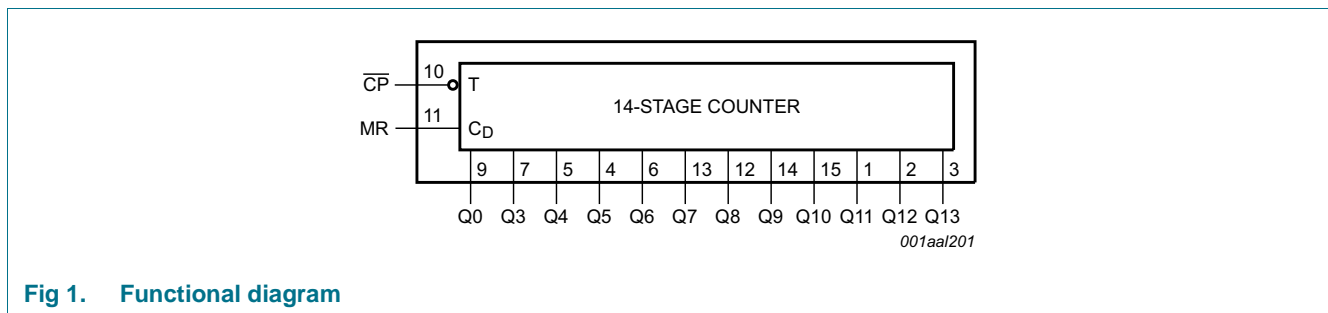 10
C̅P̅ T
14-STAGE COUNTER
11
MR CD
9 7 5 4 6 13 12 14 15 1 2 3
Q0 Q3 Q4 Q5 Q6 Q7 Q8 Q9 Q10 Q11 Q12 Q13
001aal201
Fig 1. Functional diagram